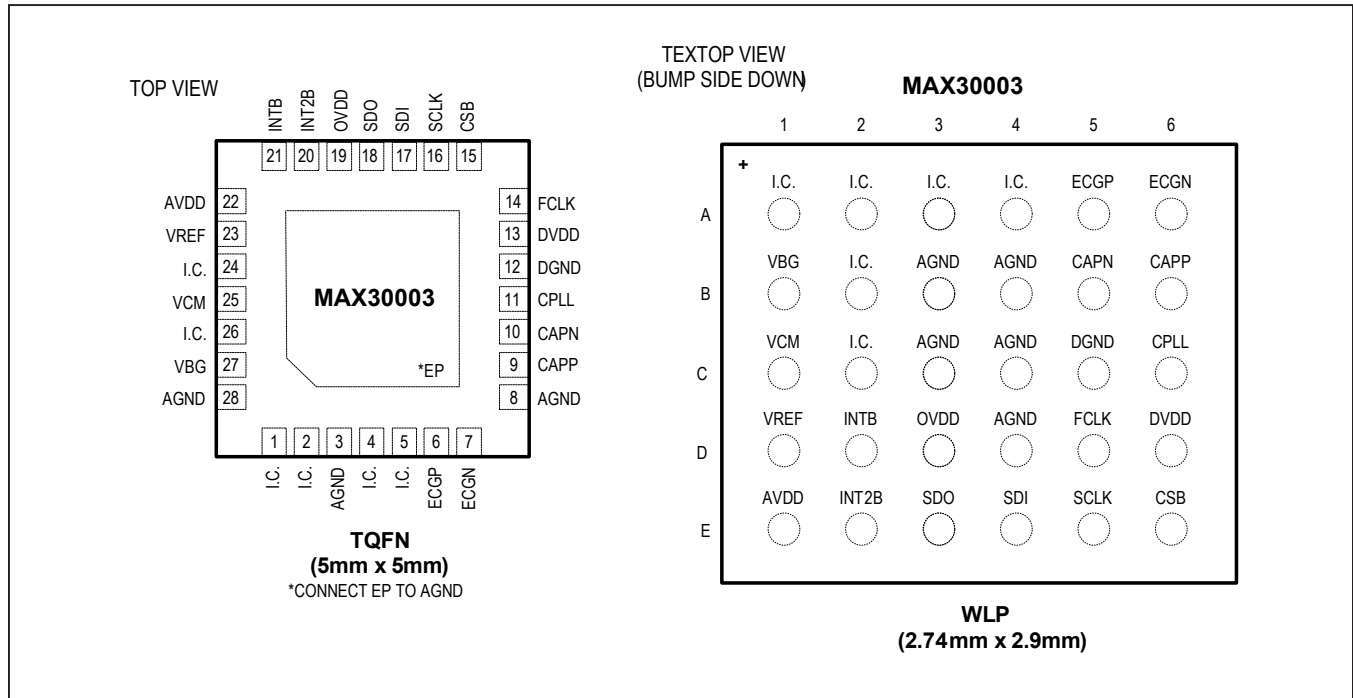 TOP VIEW
INTB
INT2B
OVDD
SDO
SDI
SCLK
CSB
21 20 19 18 17 16 15
AVDD 22
VREF 23
I.C. 24
VCM 25
I.C. 26
VBG 27
AGND 28
MAX30003
*EP
14 FCLK
13 DVDD
12 DGND
11 CPLL
10 CAPN
9 CAPP
8 AGND
1 2 3 4 5 6 7
I.C.
I.C.
AGND
I.C.
I.C.
ECGP
ECGN
TQFN
(5mm x 5mm)
*CONNECT EP TO AGND
TEXTOP VIEW
(BUMP SIDE DOWN)
MAX30003
1 2 3 4 5 6
+
I.C. I.C. I.C. I.C. ECGP ECGN
A
VBG I.C. AGND AGND CAPN CAPP
B
VCM I.C. AGND AGND DGND CPLL
C
VREF INTB OVDD AGND FCLK DVDD
D
AVDD INT2B SDO SDI SCLK CSB
E
WLP
(2.74mm x 2.9mm)